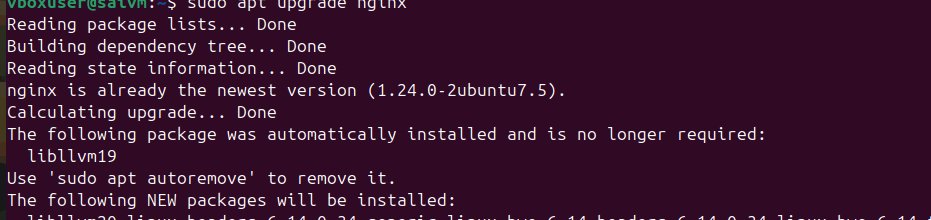 vboxuser@saivm:~$ sudo apt upgrade nginx
Reading package lists... Done
Building dependency tree... Done
Reading state information... Done
nginx is already the newest version (1.24.0-2ubuntu7.5).
Calculating upgrade... Done
The following package was automatically installed and is no longer required:
  libllvm19
Use 'sudo apt autoremove' to remove it.
The following NEW packages will be installed: